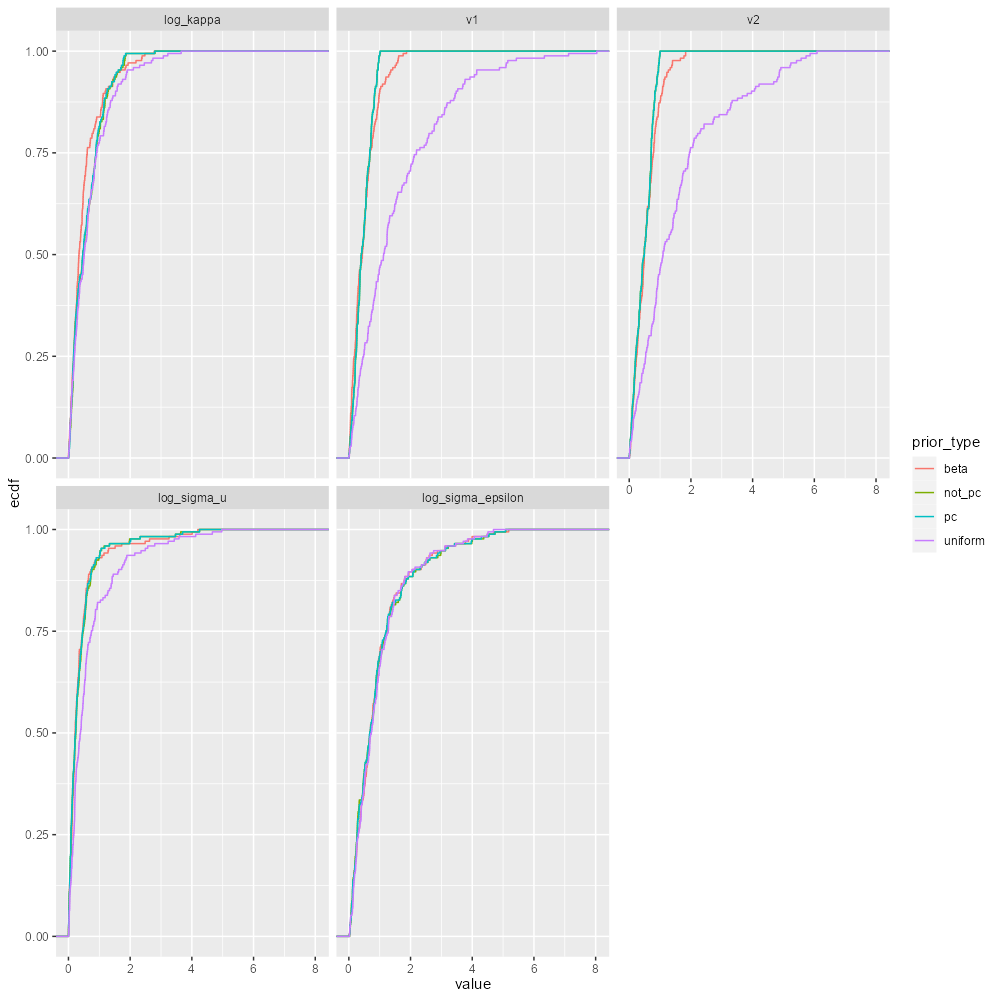 log_kappa
v1
v2
1.00
0.75
0.50
0.25
0.00
0 2 4 6 8
log_sigma_u
log_sigma_epsilon
1.00
0.75
0.50
0.25
0.00
0 2 4 6 8
0 2 4 6 8
value
ecdf
prior_type
beta
not_pc
pc
uniform